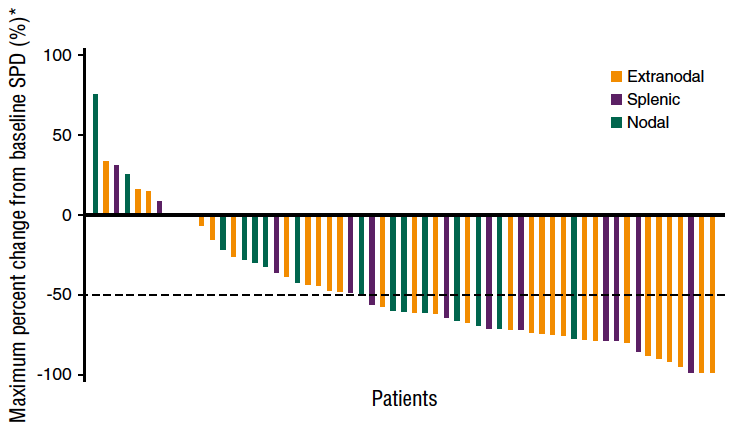 Maximum percent change from baseline SPD (%)*
100
50
0
-50
-100
Extranodal
Splenic
Nodal
Patients